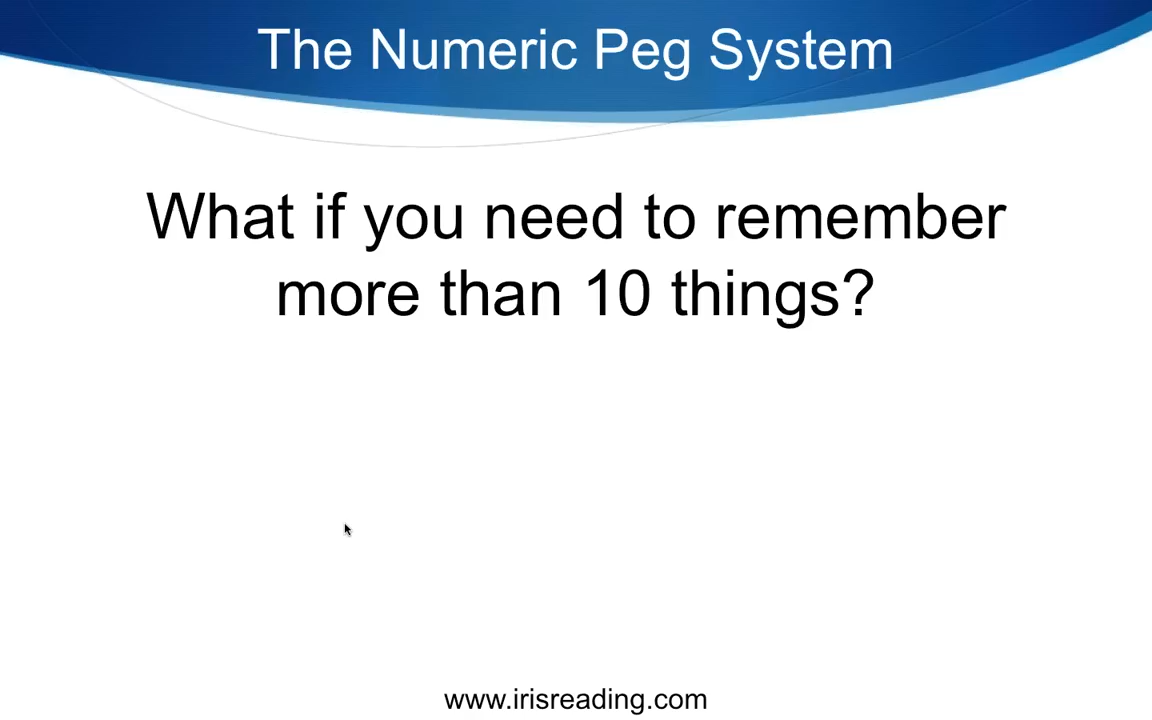 The Numeric Peg System
What if you need to remember
more than 10 things?
www.irisreading.com